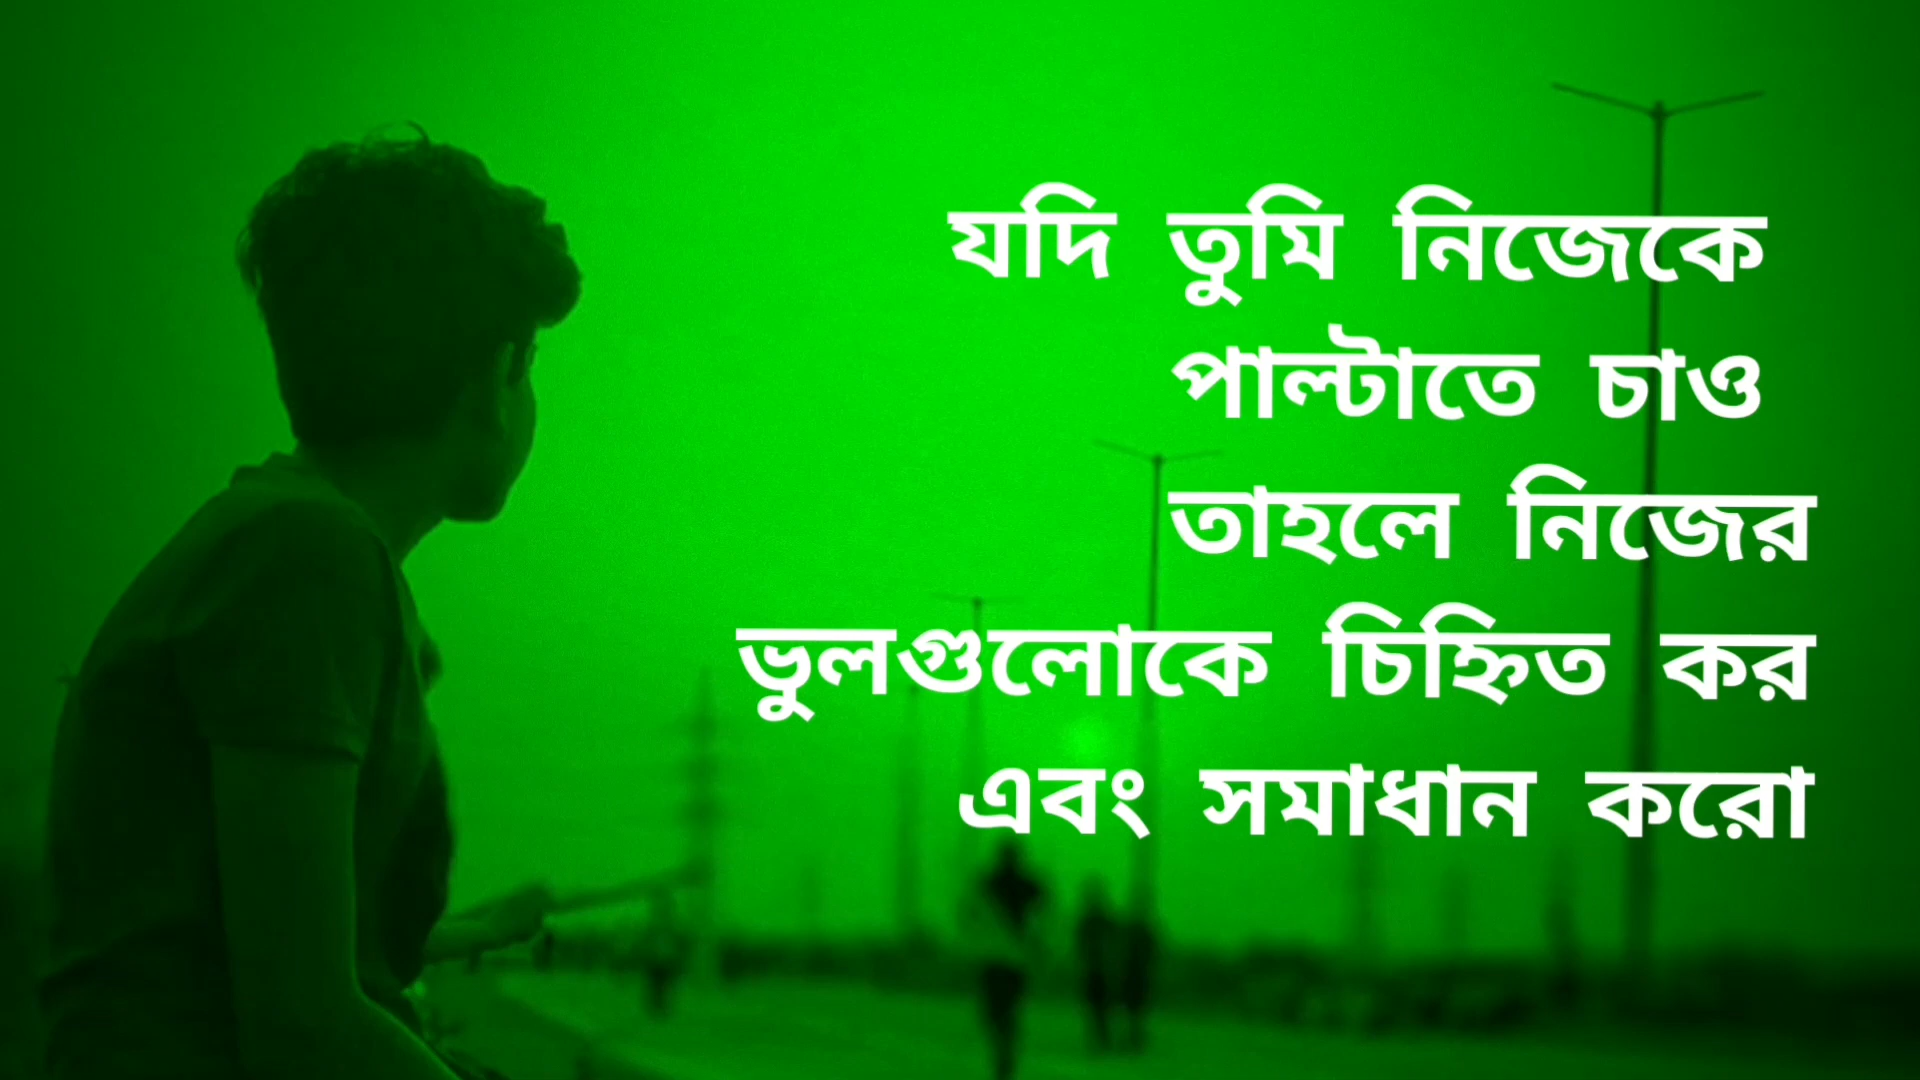 যদি তুমি নিজেকে
পাল্টাতে চাও
তাহলে নিজের
ভুলগুলোকে চিহ্নিত কর
এবং সমাধান করো